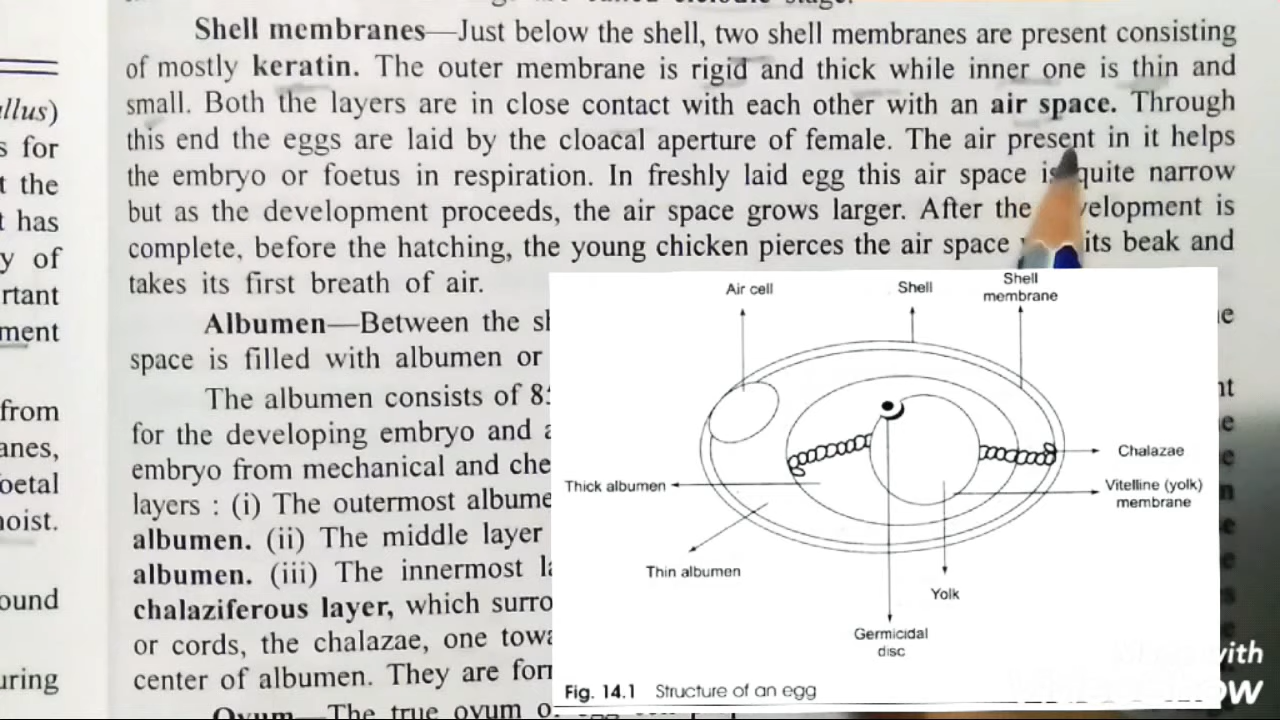 Shell membranes—Just below the shell, two shell membranes are present consisting
of mostly keratin. The outer membrane is rigid and thick while inner one is thin and
small. Both the layers are in close contact with each other with an air space. Through
this end the eggs are laid by the cloacal aperture of female. The air present in it helps
the embryo or foetus in respiration. In freshly laid egg this air space is quite narrow
but as the development proceeds, the air space grows larger. After the development is
complete, before the hatching, the young chicken pierces the air space its beak and
takes its first breath of air.
Albumen—Between the
space is filled with albumen or
The albumen consists of
for the developing embryo and
embryo from mechanical and
layers : (i) The outermost
albumen. (ii) The middle layer
albumen. (iii) The innermost
chalaziferous layer, which
or cords, the chalazae, one
center of albumen. They are
Ovum—The true ovum
llus)
s for
t the
has
y of
rtant
ment
from
anes,
oetal
oist.
ound
uring
Air cell
Shell
Shell
membrane
Chalazae
Vitelline (yolk)
membrane
Thick albumen
Thin albumen
Yolk
Germicidal
disc
Fig. 14.1 Structure of an egg
with